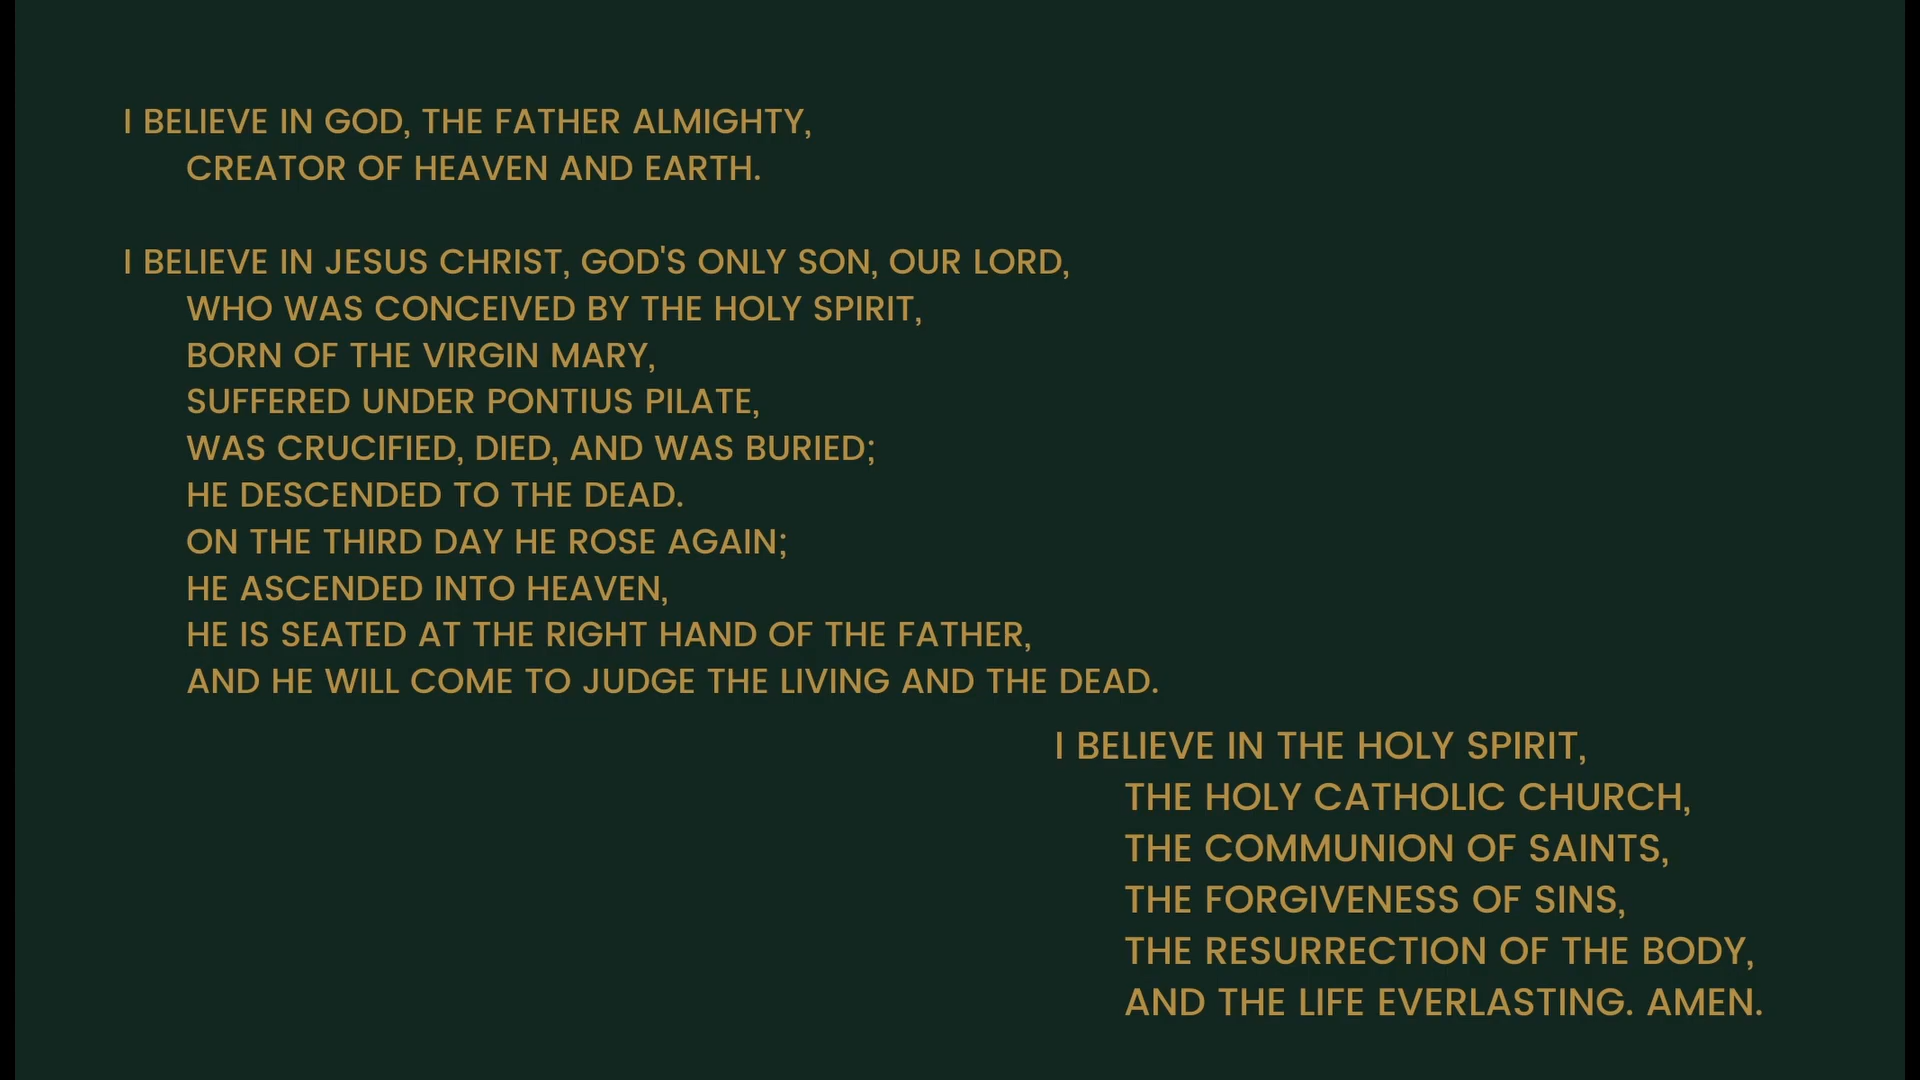 I BELIEVE IN GOD, THE FATHER ALMIGHTY,
CREATOR OF HEAVEN AND EARTH.
I BELIEVE IN JESUS CHRIST, GOD'S ONLY SON, OUR LORD,
WHO WAS CONCEIVED BY THE HOLY SPIRIT,
BORN OF THE VIRGIN MARY,
SUFFERED UNDER PONTIUS PILATE,
WAS CRUCIFIED, DIED, AND WAS BURIED;
HE DESCENDED TO THE DEAD.
ON THE THIRD DAY HE ROSE AGAIN;
HE ASCENDED INTO HEAVEN,
HE IS SEATED AT THE RIGHT HAND OF THE FATHER,
AND HE WILL COME TO JUDGE THE LIVING AND THE DEAD.
I BELIEVE IN THE HOLY SPIRIT,
THE HOLY CATHOLIC CHURCH,
THE COMMUNION OF SAINTS,
THE FORGIVENESS OF SINS,
THE RESURRECTION OF THE BODY,
AND THE LIFE EVERLASTING. AMEN.